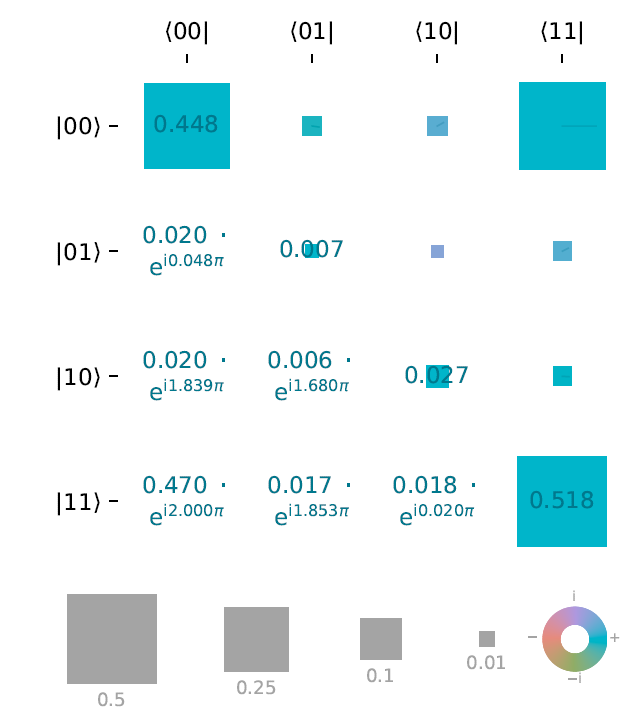 ⟨00| ⟨01| ⟨10| ⟨11|
|00⟩ 0.448
|01⟩ 0.020 · e^{i0.048π} 0.007
|10⟩ 0.020 · e^{i1.839π} 0.006 · e^{i1.680π} 0.027
|11⟩ 0.470 · e^{i2.000π} 0.017 · e^{i1.853π} 0.018 · e^{i0.020π} 0.518
0.5 0.25 0.1 0.01
i
− +
−i